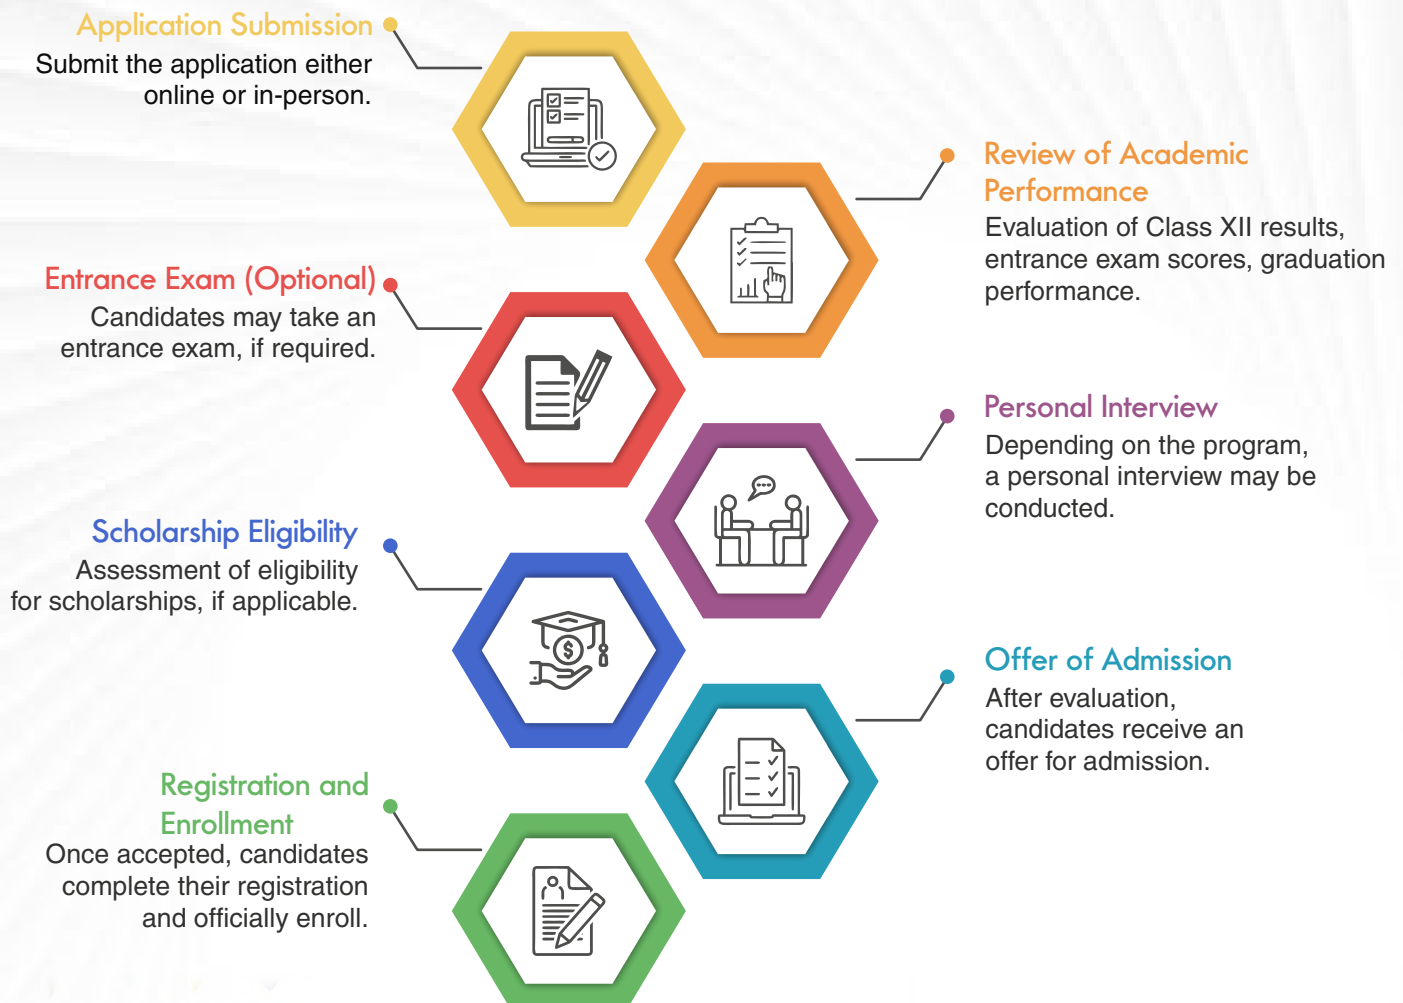 Application Submission
Submit the application either
online or in-person.
Review of Academic
Performance
Evaluation of Class XII results,
entrance exam scores, graduation
performance.
Entrance Exam (Optional)
Candidates may take an
entrance exam, if required.
Personal Interview
Depending on the program,
a personal interview may be
conducted.
Scholarship Eligibility
Assessment of eligibility
for scholarships, if applicable.
Offer of Admission
After evaluation,
candidates receive an
offer for admission.
Registration and
Enrollment
Once accepted, candidates
complete their registration
and officially enroll.